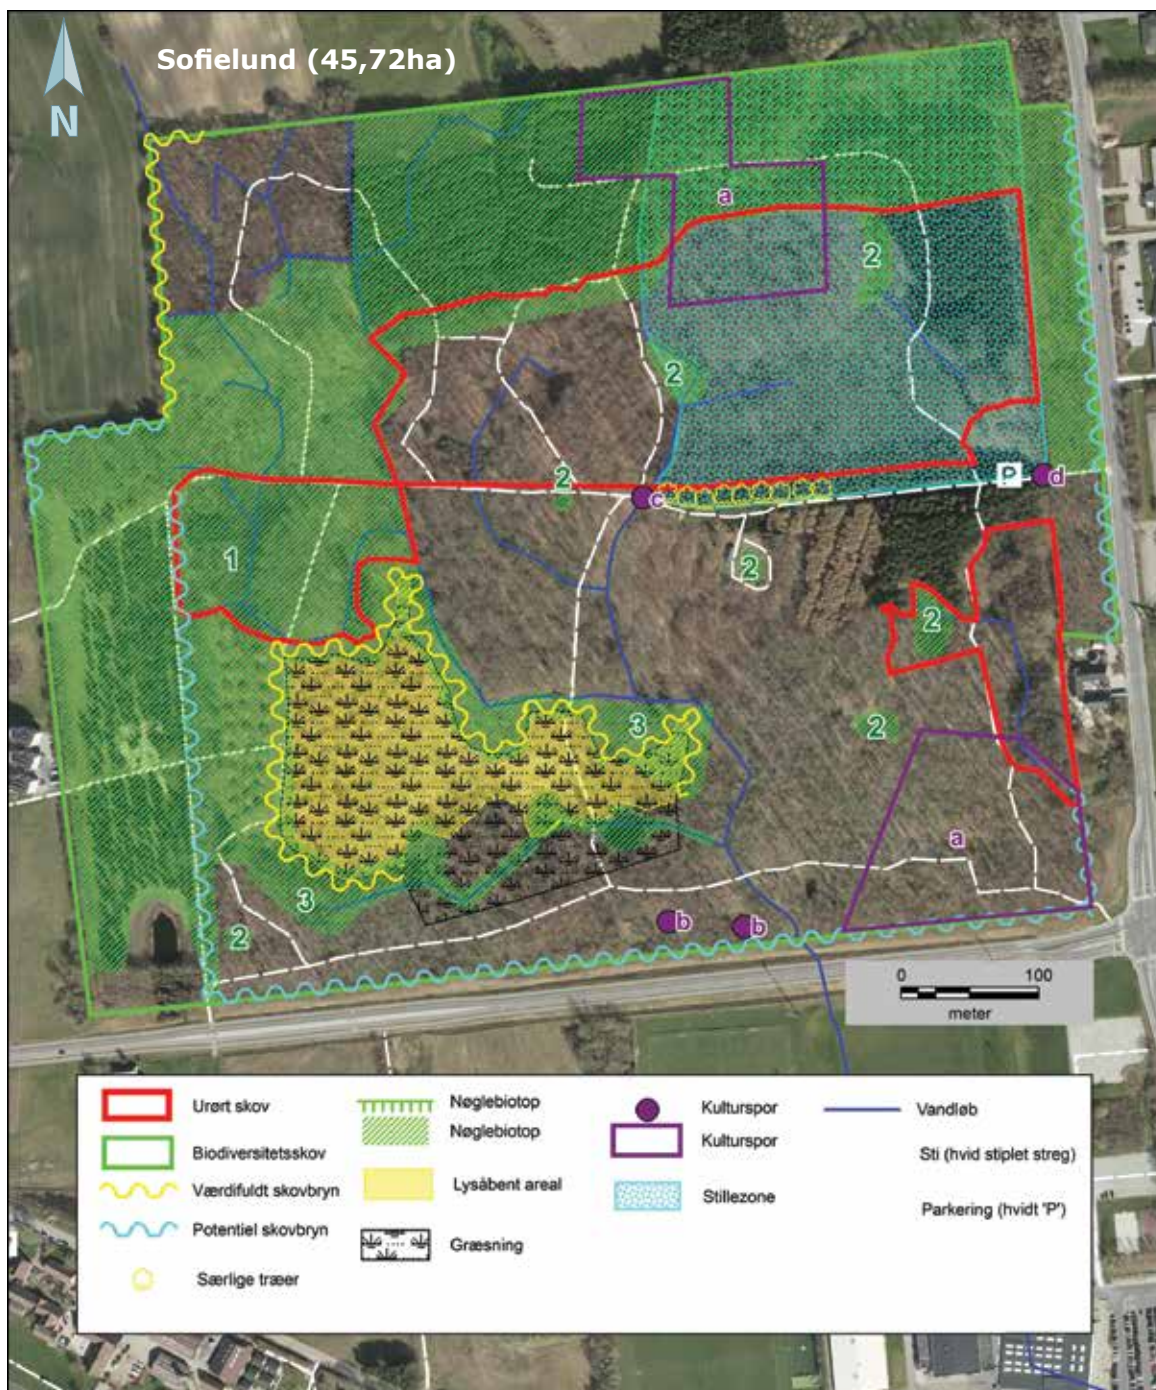 Sofielund (45,72ha)
N
a
2
2
2
c
P
d
1
2
2
3
2
a
3
2
b
b
0 100
meter
Urørt skov
Biodiversitetsskov
Værdifuldt skovbryn
Potentiel skovbryn
Særlige træer
Nøglebiotop
Nøglebiotop
Lysåbent areal
Græsning
Kulturspor
Kulturspor
Stillezone
Vandløb
Sti (hvid stiplet streg)
Parkering (hvidt 'P')